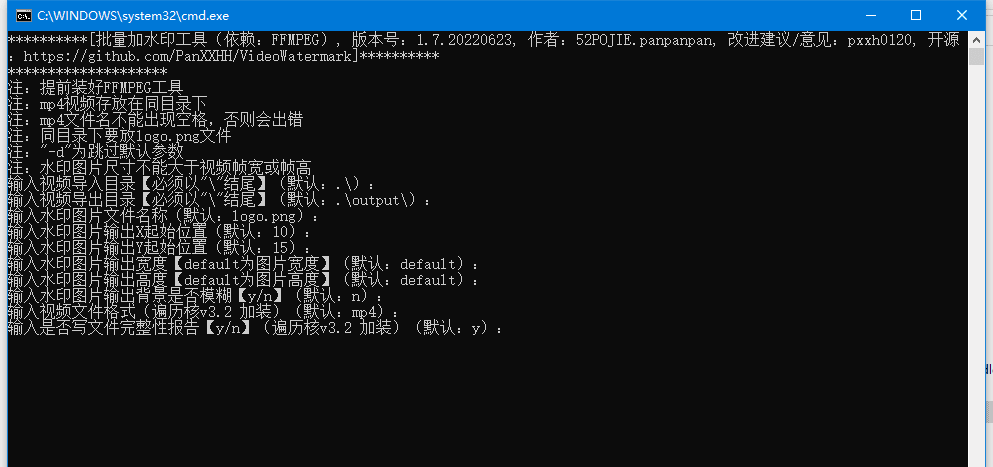 C:\WINDOWS\system32\cmd.exe
**********[批量加水印工具（依赖：FFMPEG），版本号：1.7.20220623，作者：52POJIE.panpanpan，改进建议/意见：pxxh0120，开源
：https://github.com/PanXXHH/VideoWatermark]**********
********************
注：提前装好FFMPEG工具
注：mp4视频存放在同目录下
注：mp4文件名不能出现空格，否则会出错
注：同目录下要放logo.png文件
注："-d"为跳过默认参数
注：水印图片尺寸不能大于视频帧宽或帧高
输入视频导入目录【必须以"\"结尾】（默认：.\）：
输入视频导出目录【必须以"\"结尾】（默认：.\output\）：
输入水印图片文件名称（默认：logo.png）：
输入水印图片输出X起始位置（默认：10）：
输入水印图片输出Y起始位置（默认：15）：
输入水印图片输出宽度【default为图片宽度】（默认：default）：
输入水印图片输出高度【default为图片高度】（默认：default）：
输入水印图片输出背景是否模糊【y/n】（默认：n）：
输入视频文件格式（遍历核v3.2 加装）（默认：mp4）：
输入是否写文件完整性报告【y/n】（遍历核v3.2 加装）（默认：y）：